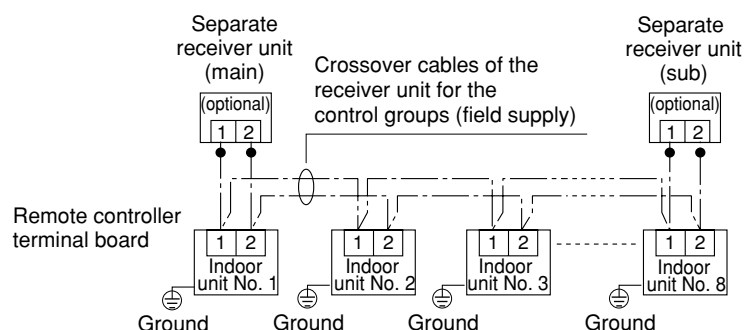 Separate
receiver unit
(main)
(optional)
1 2
Crossover cables of the
receiver unit for the
control groups (field supply)
Separate
receiver unit
(sub)
(optional)
1 2
Remote controller
terminal board
1 2
Indoor
unit No. 1
1 2
Indoor
unit No. 2
1 2
Indoor
unit No. 3
1 2
Indoor
unit No. 8
Ground
Ground
Ground
Ground